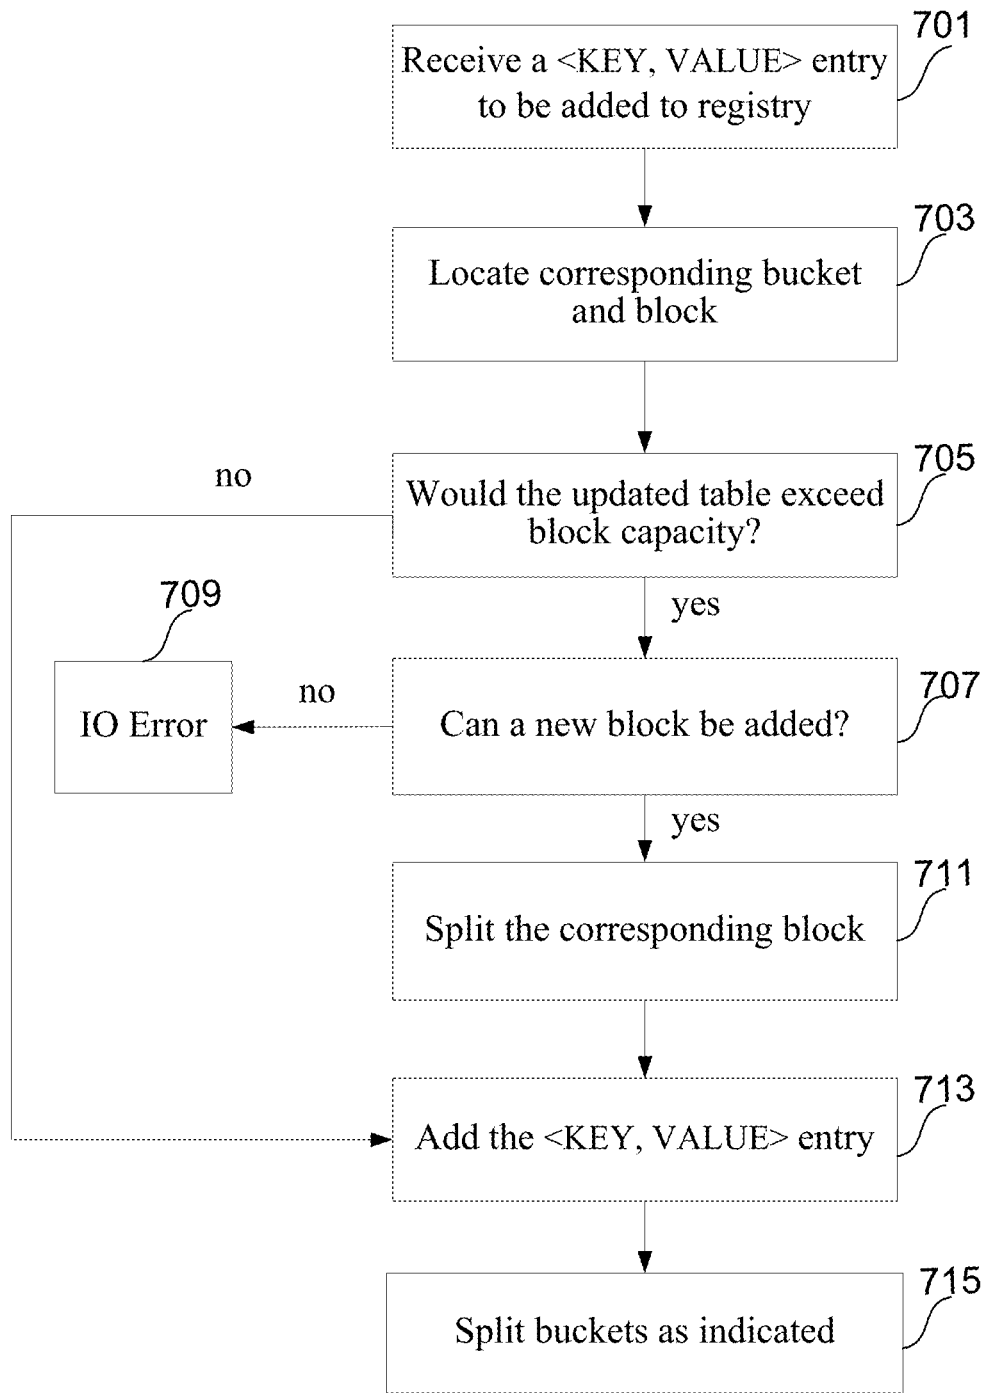 701
Receive a <KEY, VALUE> entry
to be added to registry
703
Locate corresponding bucket
and block
705
no
Would the updated table exceed
block capacity?
709
yes
707
no
IO Error
Can a new block be added?
yes
711
Split the corresponding block
713
Add the <KEY, VALUE> entry
715
Split buckets as indicated